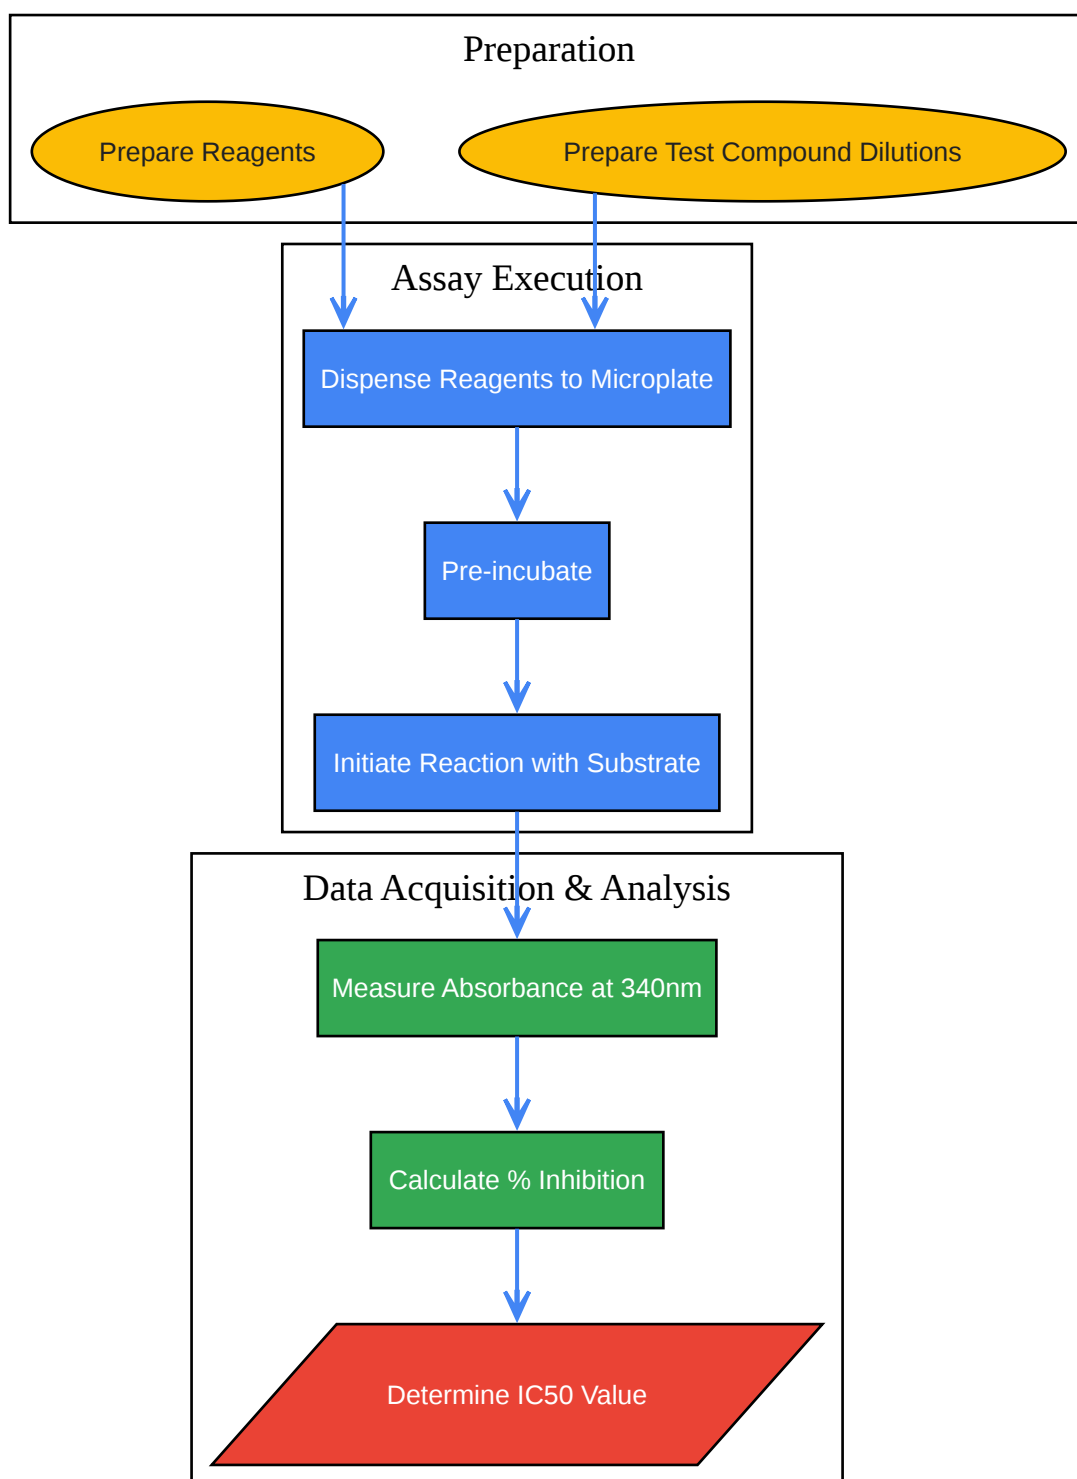 Preparation
Prepare Reagents
Prepare Test Compound Dilutions
Assay Execution
Dispense Reagents to Microplate
Pre-incubate
Initiate Reaction with Substrate
Data Acquisition & Analysis
Measure Absorbance at 340nm
Calculate % Inhibition
Determine IC50 Value